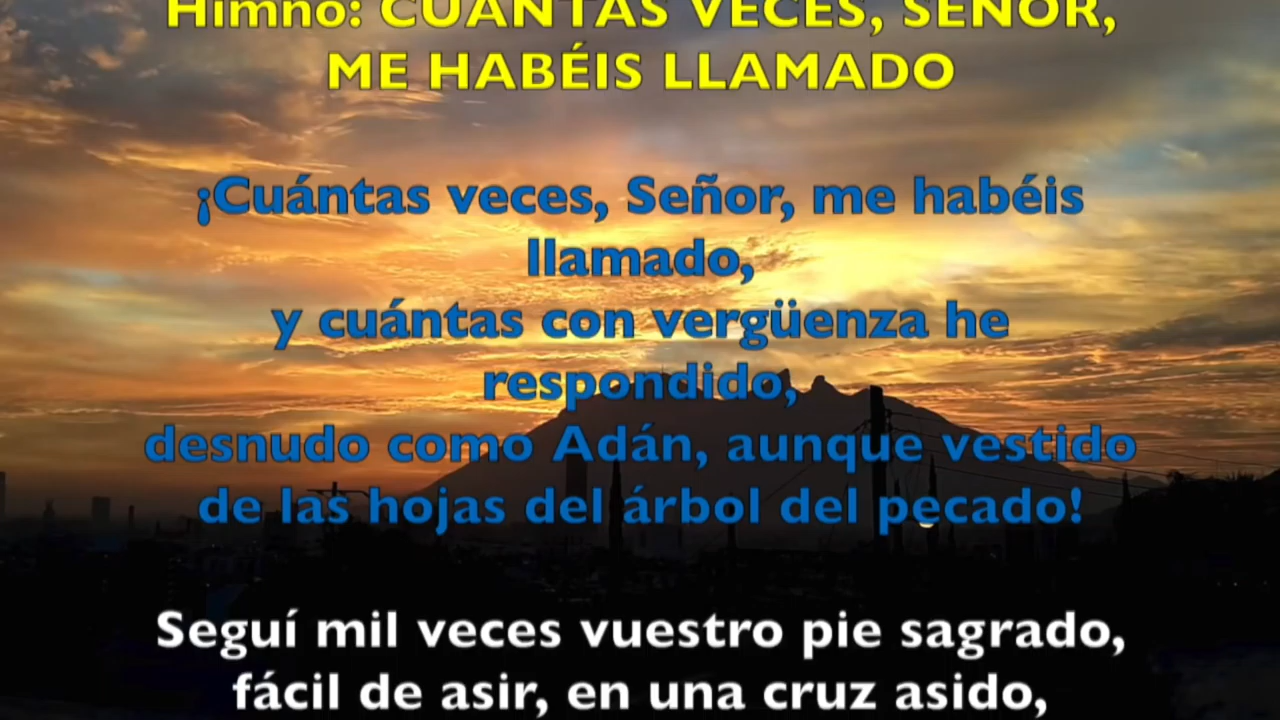 Himno: CUÁNTAS VECES, SEÑOR,
ME HABÉIS LLAMADO
¡Cuántas veces, Señor, me habéis
llamado,
y cuántas con vergüenza he
respondido,
desnudo como Adán, aunque vestido
de las hojas del árbol del pecado!
Seguí mil veces vuestro pie sagrado,
fácil de asir, en una cruz asido,